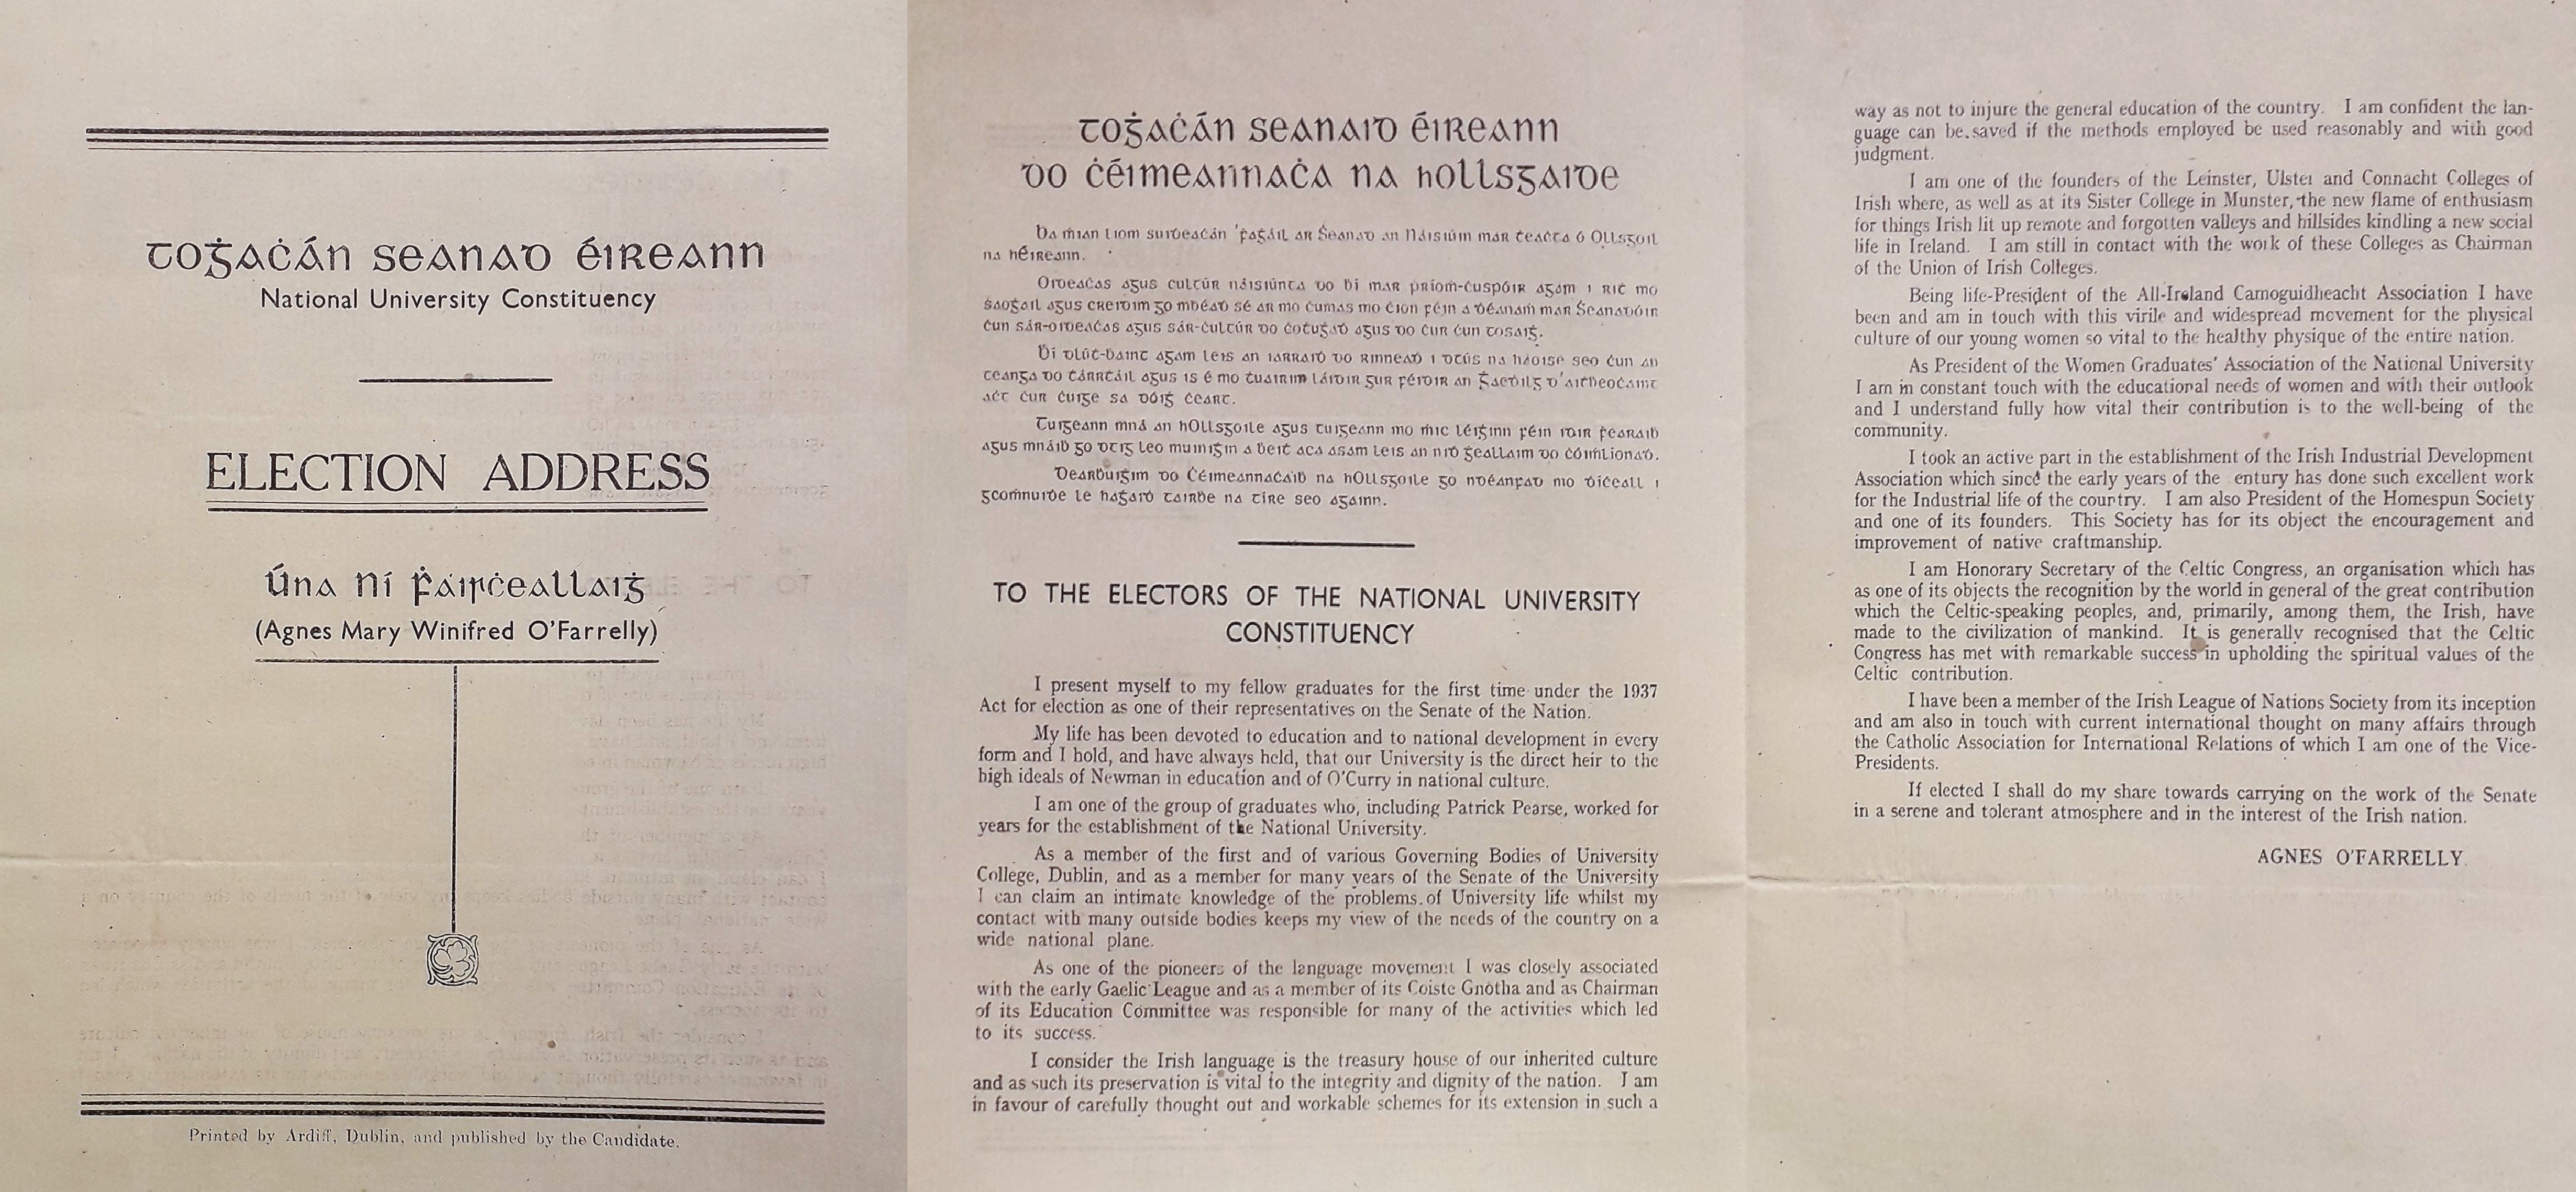 Toġaċán Seanad Éireann
National University Constituency
ELECTION ADDRESS
Úna Ní Ḟairċeallaiġ
(Agnes Mary Winifred O'Farrelly)
Printed by Ardiff, Dublin, and published by the Candidate.
Toġaċán Seanaid Éireann
do Ċéimeannaċa na hOllsgaide
Ba ṁian liom suideaċán 'ḟaġáil ar Ṡeanad an Náisiúin mar ṫeaċta ó Ollsgoil
na hÉireann.
Oideaċas agus cultúr náisiúnta do ḃí mar ṗríoṁ-ċuspóir agam i riṫ mo
ṡaoġail agus creidim go mbéaḋ sé ar mo ċumas mo ċion féin a ḋéanaṁ mar Ṡeanadóir
ċun sár-oideaċas agus sár-ċultúr do ċoṫuġaḋ agus do ċur ċun tosaiġ.
Ḃí dlúṫ-ḃaint agam leis an iarraiḋ do rinneaḋ i dtús na hAoise seo ċun an
teanga do ṫárrṫáil agus is é mo ṫuairim láidir gur féidir an Ġaeḋilg d'aiṫḃeoċaint
aċt ċur ċuige sa dóiġ ċeart.
Tuigeann mná an hOllsgoile agus tuigeann mo ṁic léiġinn féin idir ḟearaiḃ
agus mnáiḃ go dtig leo muiniġin a ḃeiṫ aca asam leis an niḋ ġeallaim do ċóiṁlíonaḋ.
Dearḃuiġim do Ċéimeannaċaiḃ na hOllsgoile go ndéanfad mo ḋíċeall i
gcoṁnuiḋe le haġaiḋ tairḃe na tíre seo againn.
TO THE ELECTORS OF THE NATIONAL UNIVERSITY
CONSTITUENCY
I present myself to my fellow graduates for the first time under the 1937
Act for election as one of their representatives on the Senate of the Nation.
My life has been devoted to education and to national development in every
form and I hold, and have always held, that our University is the direct heir to the
high ideals of Newman in education and of O'Curry in national culture.
I am one of the group of graduates who, including Patrick Pearse, worked for
years for the establishment of the National University.
As a member of the first and of various Governing Bodies of University
College, Dublin, and as a member for many years of the Senate of the University
I can claim an intimate knowledge of the problems of University life whilst my
contact with many outside bodies keeps my view of the needs of the country on a
wide national plane.
As one of the pioneers of the language movement I was closely associated
with the early Gaelic League and as a member of its Coiste Gnótha and as Chairman
of its Education Committee was responsible for many of the activities which led
to its success.
I consider the Irish language is the treasury house of our inherited culture
and as such its preservation is vital to the integrity and dignity of the nation. I am
in favour of carefully thought out and workable schemes for its extension in such a
way as not to injure the general education of the country. I am confident the lan-
guage can be saved if the methods employed be used reasonably and with good
judgment.
I am one of the founders of the Leinster, Ulster and Connacht Colleges of
Irish where, as well as at its Sister College in Munster, the new flame of enthusiasm
for things Irish lit up remote and forgotten valleys and hillsides kindling a new social
life in Ireland. I am still in contact with the work of these Colleges as Chairman
of the Union of Irish Colleges.
Being life-President of the All-Ireland Camoguidheacht Association I have
been and am in touch with this virile and widespread movement for the physical
culture of our young women so vital to the healthy physique of the entire nation.
As President of the Women Graduates' Association of the National University
I am in constant touch with the educational needs of women and with their outlook
and I understand fully how vital their contribution is to the well-being of the
community.
I took an active part in the establishment of the Irish Industrial Development
Association which since the early years of the entury has done such excellent work
for the Industrial life of the country. I am also President of the Homespun Society
and one of its founders. This Society has for its object the encouragement and
improvement of native craftmanship.
I am Honorary Secretary of the Celtic Congress, an organisation which has
as one of its objects the recognition by the world in general of the great contribution
which the Celtic-speaking peoples, and, primarily, among them, the Irish, have
made to the civilization of mankind. It is generally recognised that the Celtic
Congress has met with remarkable success in upholding the spiritual values of the
Celtic contribution.
I have been a member of the Irish League of Nations Society from its inception
and am also in touch with current international thought on many affairs through
the Catholic Association for International Relations of which I am one of the Vice-
Presidents.
If elected I shall do my share towards carrying on the work of the Senate
in a serene and tolerant atmosphere and in the interest of the Irish nation.
AGNES O'FARRELLY.